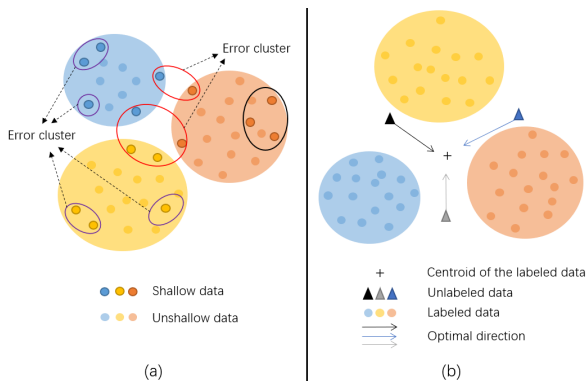 Error cluster
Error cluster
Shallow data
Unshallow data
(a)
+
Centroid of the labeled data
Unlabeled data
Labeled data
Optimal direction
(b)